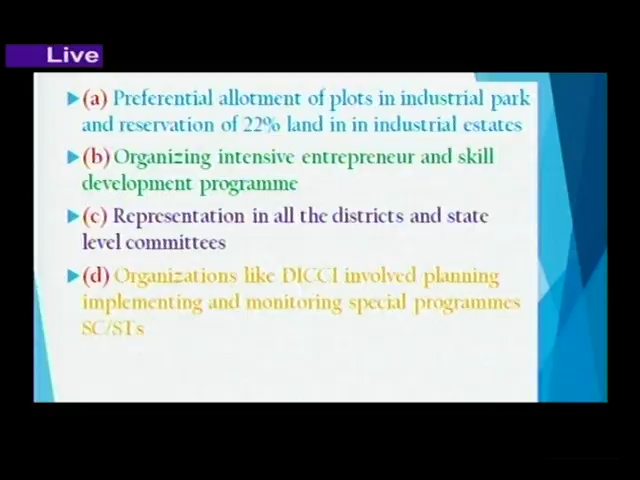 Live
(a) Preferential allotment of plots in industrial park
and reservation of 22% land in in industrial estates
(b) Organizing intensive entrepreneur and skill
development programme
(c) Representation in all the districts and state
level committees
(d) Organizations like DICCI involved planning
implementing and monitoring special programmes
SC/STs